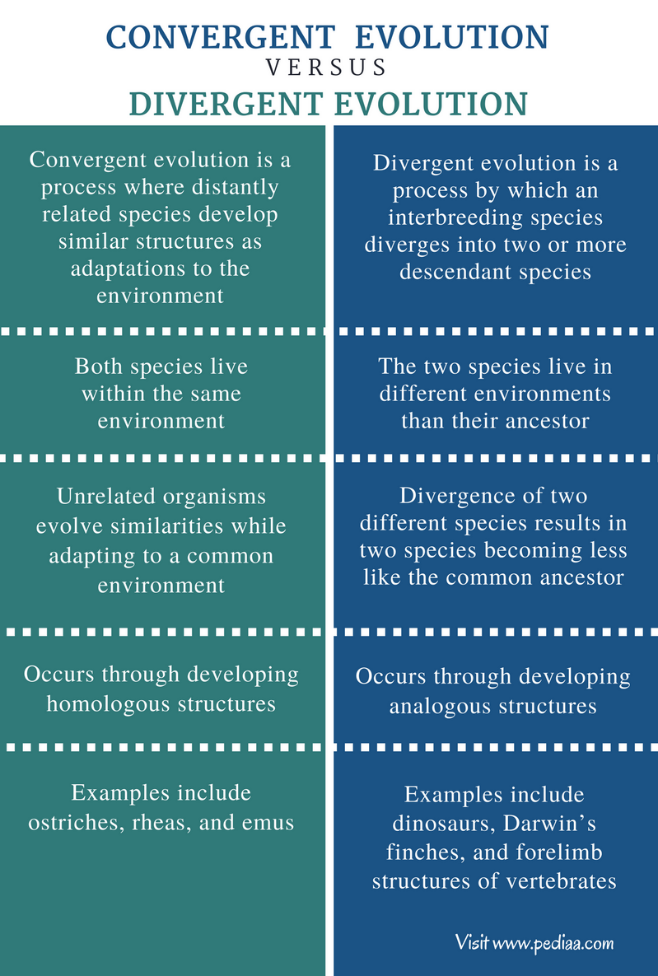 CONVERGENT EVOLUTION
VERSUS
DIVERGENT EVOLUTION
Convergent evolution is a
process where distantly
related species develop
similar structures as
adaptations to the
environment
Divergent evolution is a
process by which an
interbreeding species
diverges into two or more
descendant species
Both species live
within the same
environment
The two species live in
different environments
than their ancestor
Unrelated organisms
evolve similarities while
adapting to a common
environment
Divergence of two
different species results in
two species becoming less
like the common ancestor
Occurs through developing
homologous structures
Occurs through developing
analogous structures
Examples include
ostriches, rheas, and emus
Examples include
dinosaurs, Darwin’s
finches, and forelimb
structures of vertebrates
Visit www.pediaa.com